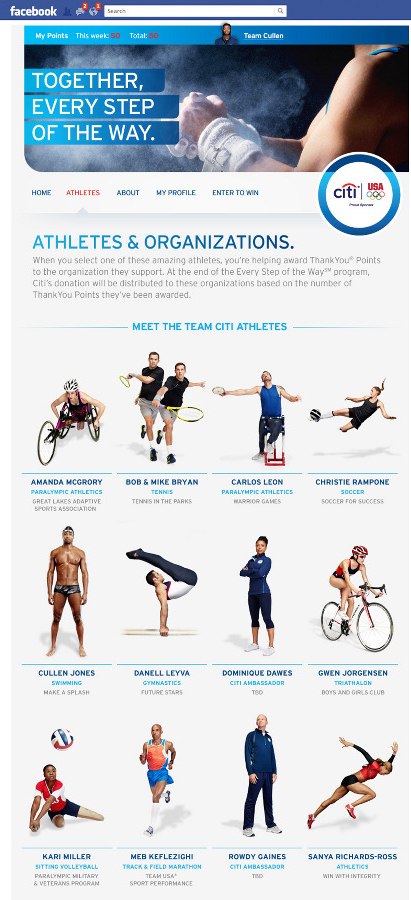 facebook
2
1
Search
My Points This week: 50 Total: 50 Team Cullen
TOGETHER,
EVERY STEP
OF THE WAY.
HOME ATHLETES ABOUT MY PROFILE ENTER TO WIN
citi USA
Proud Sponsor
ATHLETES & ORGANIZATIONS.
When you select one of these amazing athletes, you're helping award ThankYou® Points
to the organization they support. At the end of the Every Step of the Way℠ program,
Citi's donation will be distributed to these organizations based on the number of
ThankYou Points they've been awarded.
MEET THE TEAM CITI ATHLETES
AMANDA MCGRORY
PARALYMPIC ATHLETICS
GREAT LAKES ADAPTIVE
SPORTS ASSOCIATION
BOB & MIKE BRYAN
TENNIS
TENNIS IN THE PARKS
CARLOS LEON
PARALYMPIC ATHLETICS
WARRIOR GAMES
CHRISTIE RAMPONE
SOCCER
SOCCER FOR SUCCESS
CULLEN JONES
SWIMMING
MAKE A SPLASH
DANELL LEYVA
GYMNASTICS
FUTURE STARS
DOMINIQUE DAWES
CITI AMBASSADOR
TBD
GWEN JORGENSEN
TRIATHALON
BOYS AND GIRLS CLUB
KARI MILLER
SITTING VOLLEYBALL
PARALYMPIC MILITARY
& VETERANS PROGRAM
MEB KEFLEZIGHI
TRACK & FIELD MARATHON
TEAM USA®
SPORT PERFORMANCE
ROWDY GAINES
CITI AMBASSADOR
TBD
SANYA RICHARDS-ROSS
ATHLETICS
WIN WITH INTEGRITY